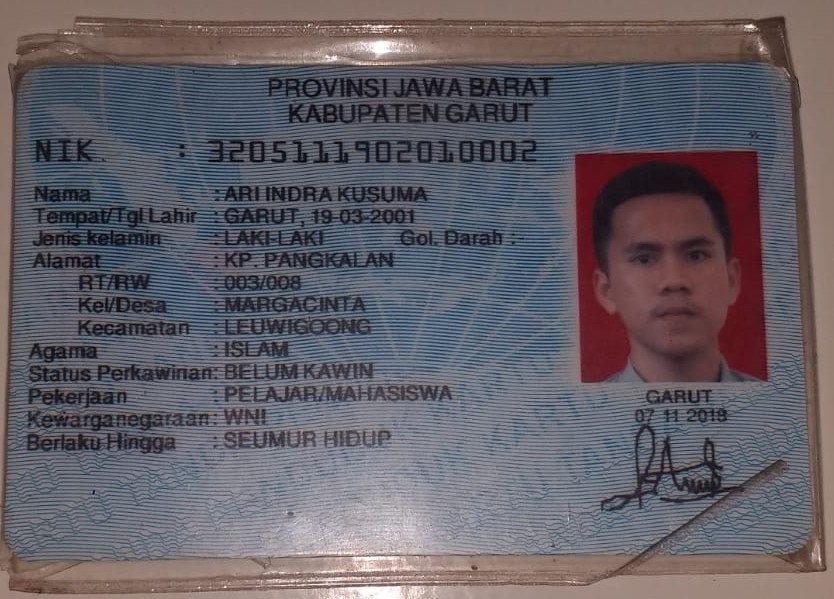 PROVINSI JAWA BARAT
KABUPATEN GARUT
NIK. : 3205111902010002
Nama : ARI INDRA KUSUMA
Tempat/Tgl Lahir : GARUT, 19-03-2001
Jenis kelamin : LAKI-LAKI Gol. Darah :-
Alamat : KP. PANGKALAN
RT/RW : 003/008
Kel/Desa : MARGACINTA
Kecamatan : LEUWIGOONG
Agama : ISLAM
Status Perkawinan: BELUM KAWIN
Pekerjaan : PELAJAR/MAHASISWA
Kewarganegaraan: WNI
Berlaku Hingga : SEUMUR HIDUP
GARUT
07 11 2018